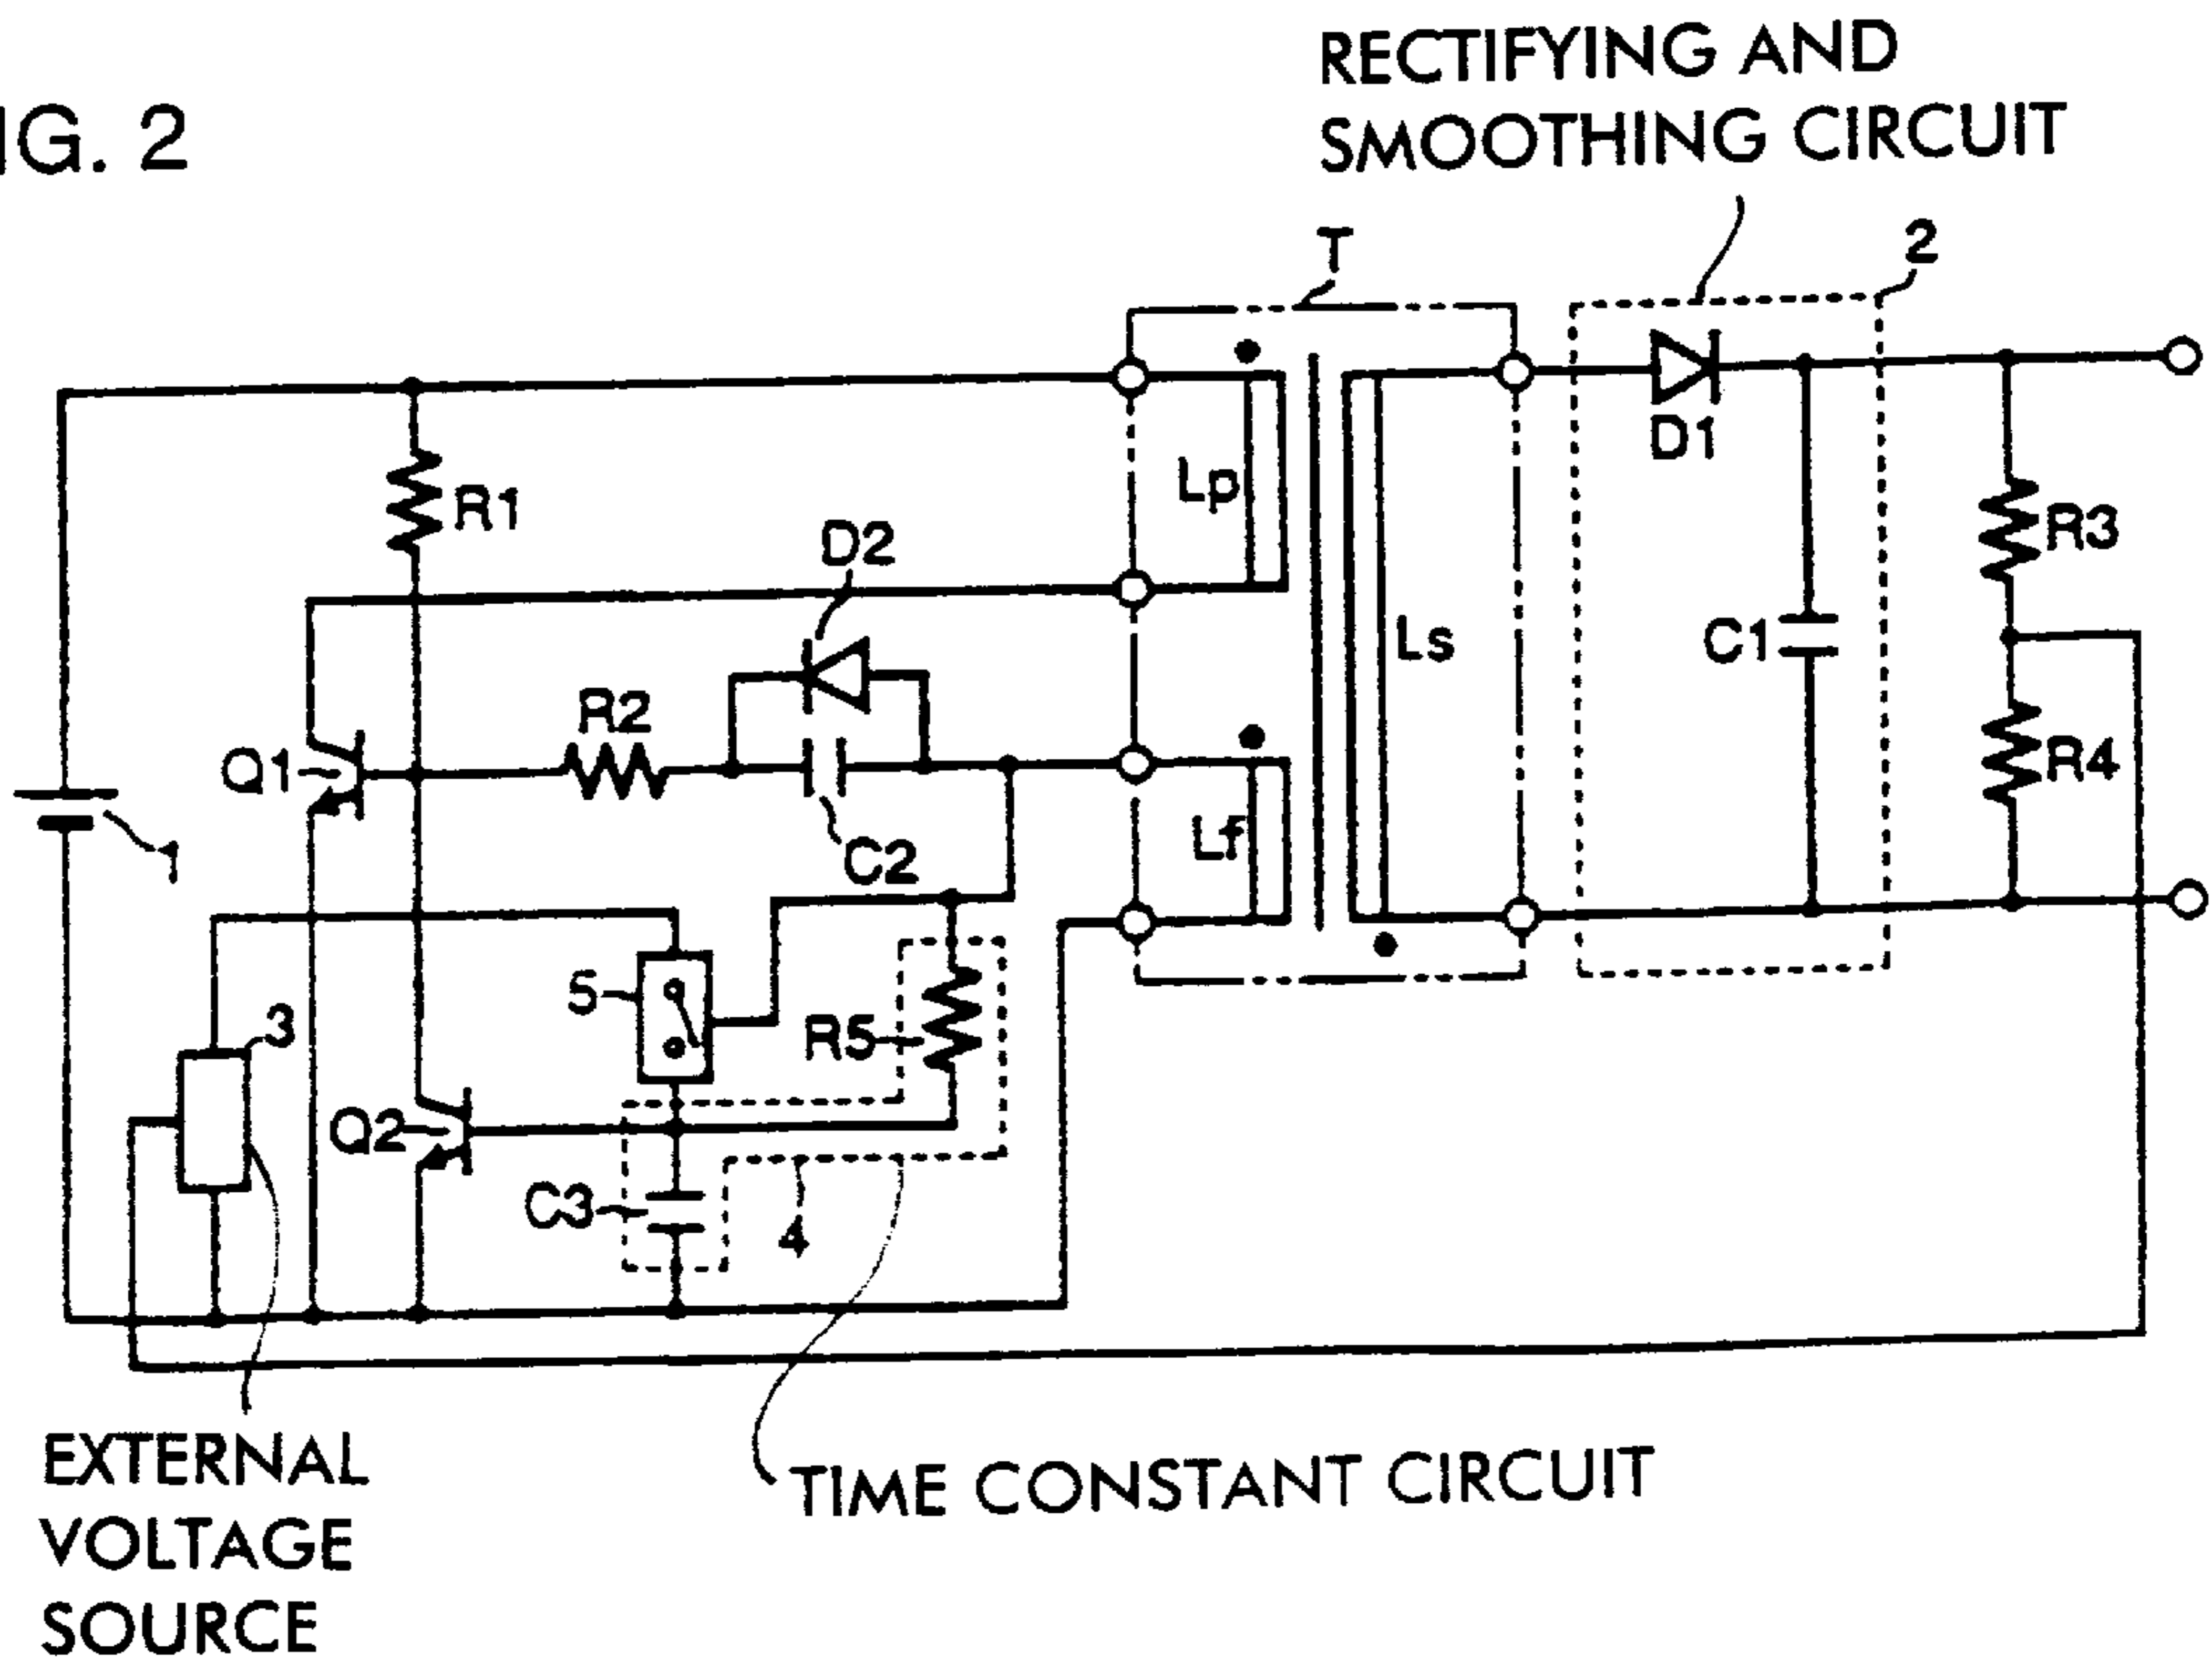 IG. 2
RECTIFYING AND
SMOOTHING CIRCUIT
T
2
D1
Lp
R1
R3
D2
Ls
C1
R2
Q1
R4
1
Lf
C2
S
3
R5
Q2
C3
4
EXTERNAL
VOLTAGE
SOURCE
TIME CONSTANT CIRCUIT